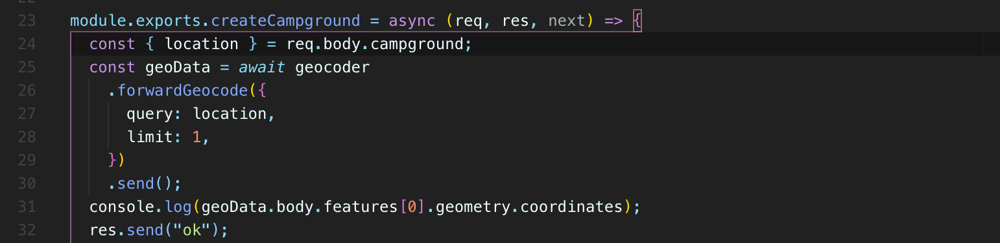 22
23 module.exports.createCampground = async (req, res, next) => {
24 const { location } = req.body.campground;
25 const geoData = await geocoder
26 .forwardGeocode({
27 query: location,
28 limit: 1,
29 })
30 .send();
31 console.log(geoData.body.features[0].geometry.coordinates);
32 res.send("ok");